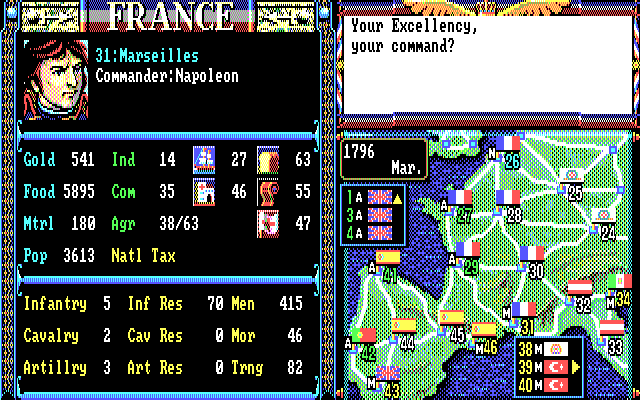 FRANCE
31:Marseilles
Commander:Napoleon
Gold 541 Ind 14 27 63
Food 5895 Com 35 46 55
Mtrl 180 Agr 38/63 47
Pop 3613 Natl Tax
Infantry 5 Inf Res 70 Men 415
Cavalry 2 Cav Res 0 Mor 46
Artillry 3 Art Res 0 Trng 82
Your Excellency,
your command?
1796
Mar.
1 A
3 A
4 A
N 26
25
A 27
28
24
A 29
30
A 41
32
M 34
M 31
33
45
M 46
44
A 42
M 43
38 M
39 M
40 M